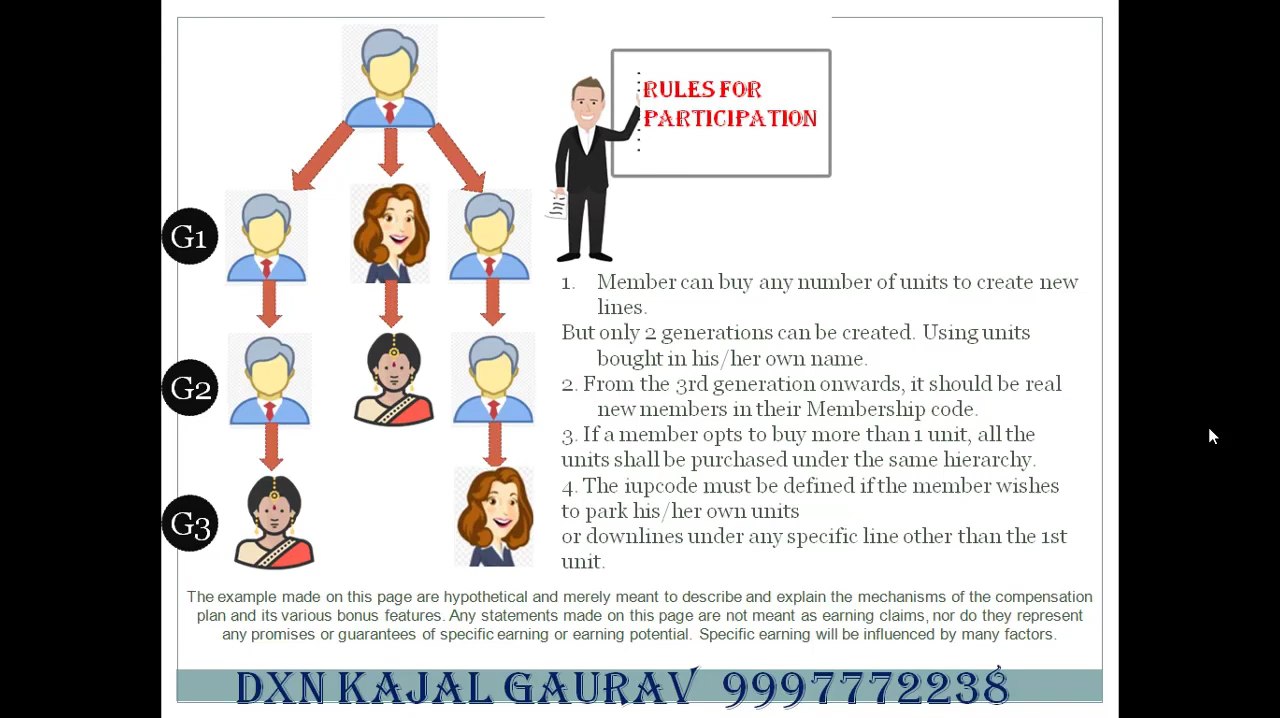 RULES FOR
PARTICIPATION
G1
G2
G3
1. Member can buy any number of units to create new
lines.
But only 2 generations can be created. Using units
bought in his/her own name.
2. From the 3rd generation onwards, it should be real
new members in their Membership code.
3. If a member opts to buy more than 1 unit, all the
units shall be purchased under the same hierarchy.
4. The iupcode must be defined if the member wishes
to park his/her own units
or downlines under any specific line other than the 1st
unit.
The example made on this page are hypothetical and merely meant to describe and explain the mechanisms of the compensation
plan and its various bonus features. Any statements made on this page are not meant as earning claims, nor do they represent
any promises or guarantees of specific earning or earning potential. Specific earning will be influenced by many factors.
DXN KAJAL GAURAV 9997772238